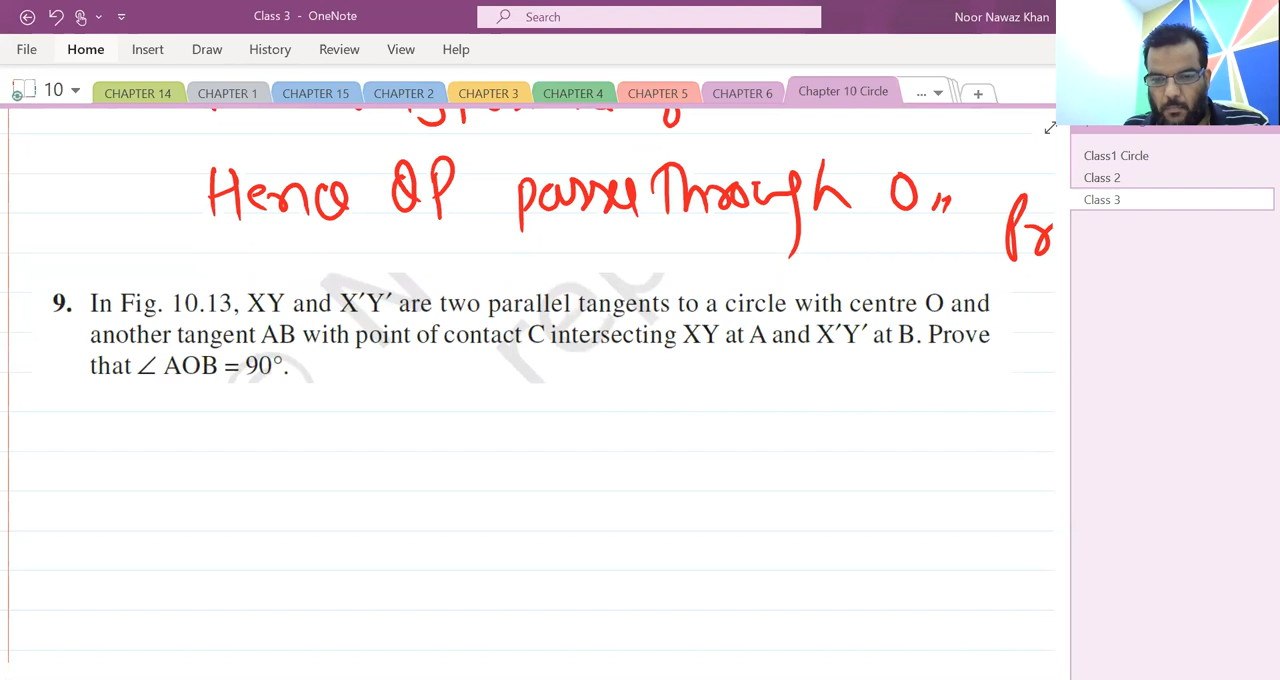 Class 3 - OneNote
Search
Noor Nawaz Khan
File Home Insert Draw History Review View Help
10
CHAPTER 14 CHAPTER 1 CHAPTER 15 CHAPTER 2 CHAPTER 3 CHAPTER 4 CHAPTER 5 CHAPTER 6 Chapter 10 Circle ... +
Class1 Circle
Class 2
Class 3
Hence QP passes Through O,,
Pr
9. In Fig. 10.13, XY and X′Y′ are two parallel tangents to a circle with centre O and
another tangent AB with point of contact C intersecting XY at A and X′Y′ at B. Prove
that ∠ AOB = 90°.